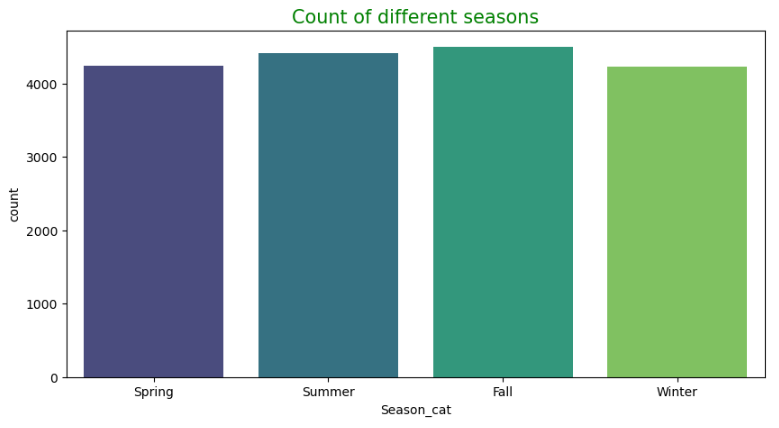 Count of different seasons
4000
3000
2000
1000
0
count
Spring Summer Fall Winter
Season_cat